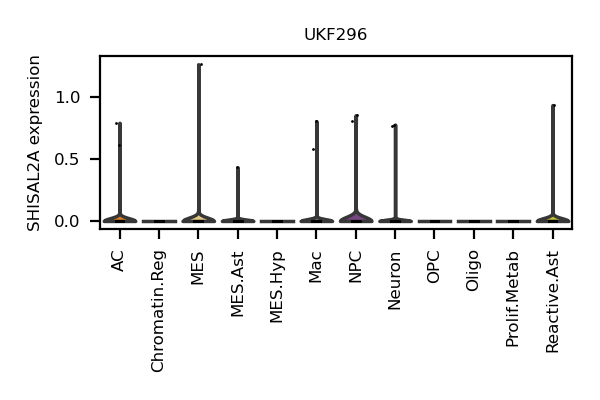 UKF296
SHISAL2A expression
1.0
0.5
0.0
AC
Chromatin.Reg
MES
MES.Ast
MES.Hyp
Mac
NPC
Neuron
OPC
Oligo
Prolif.Metab
Reactive.Ast